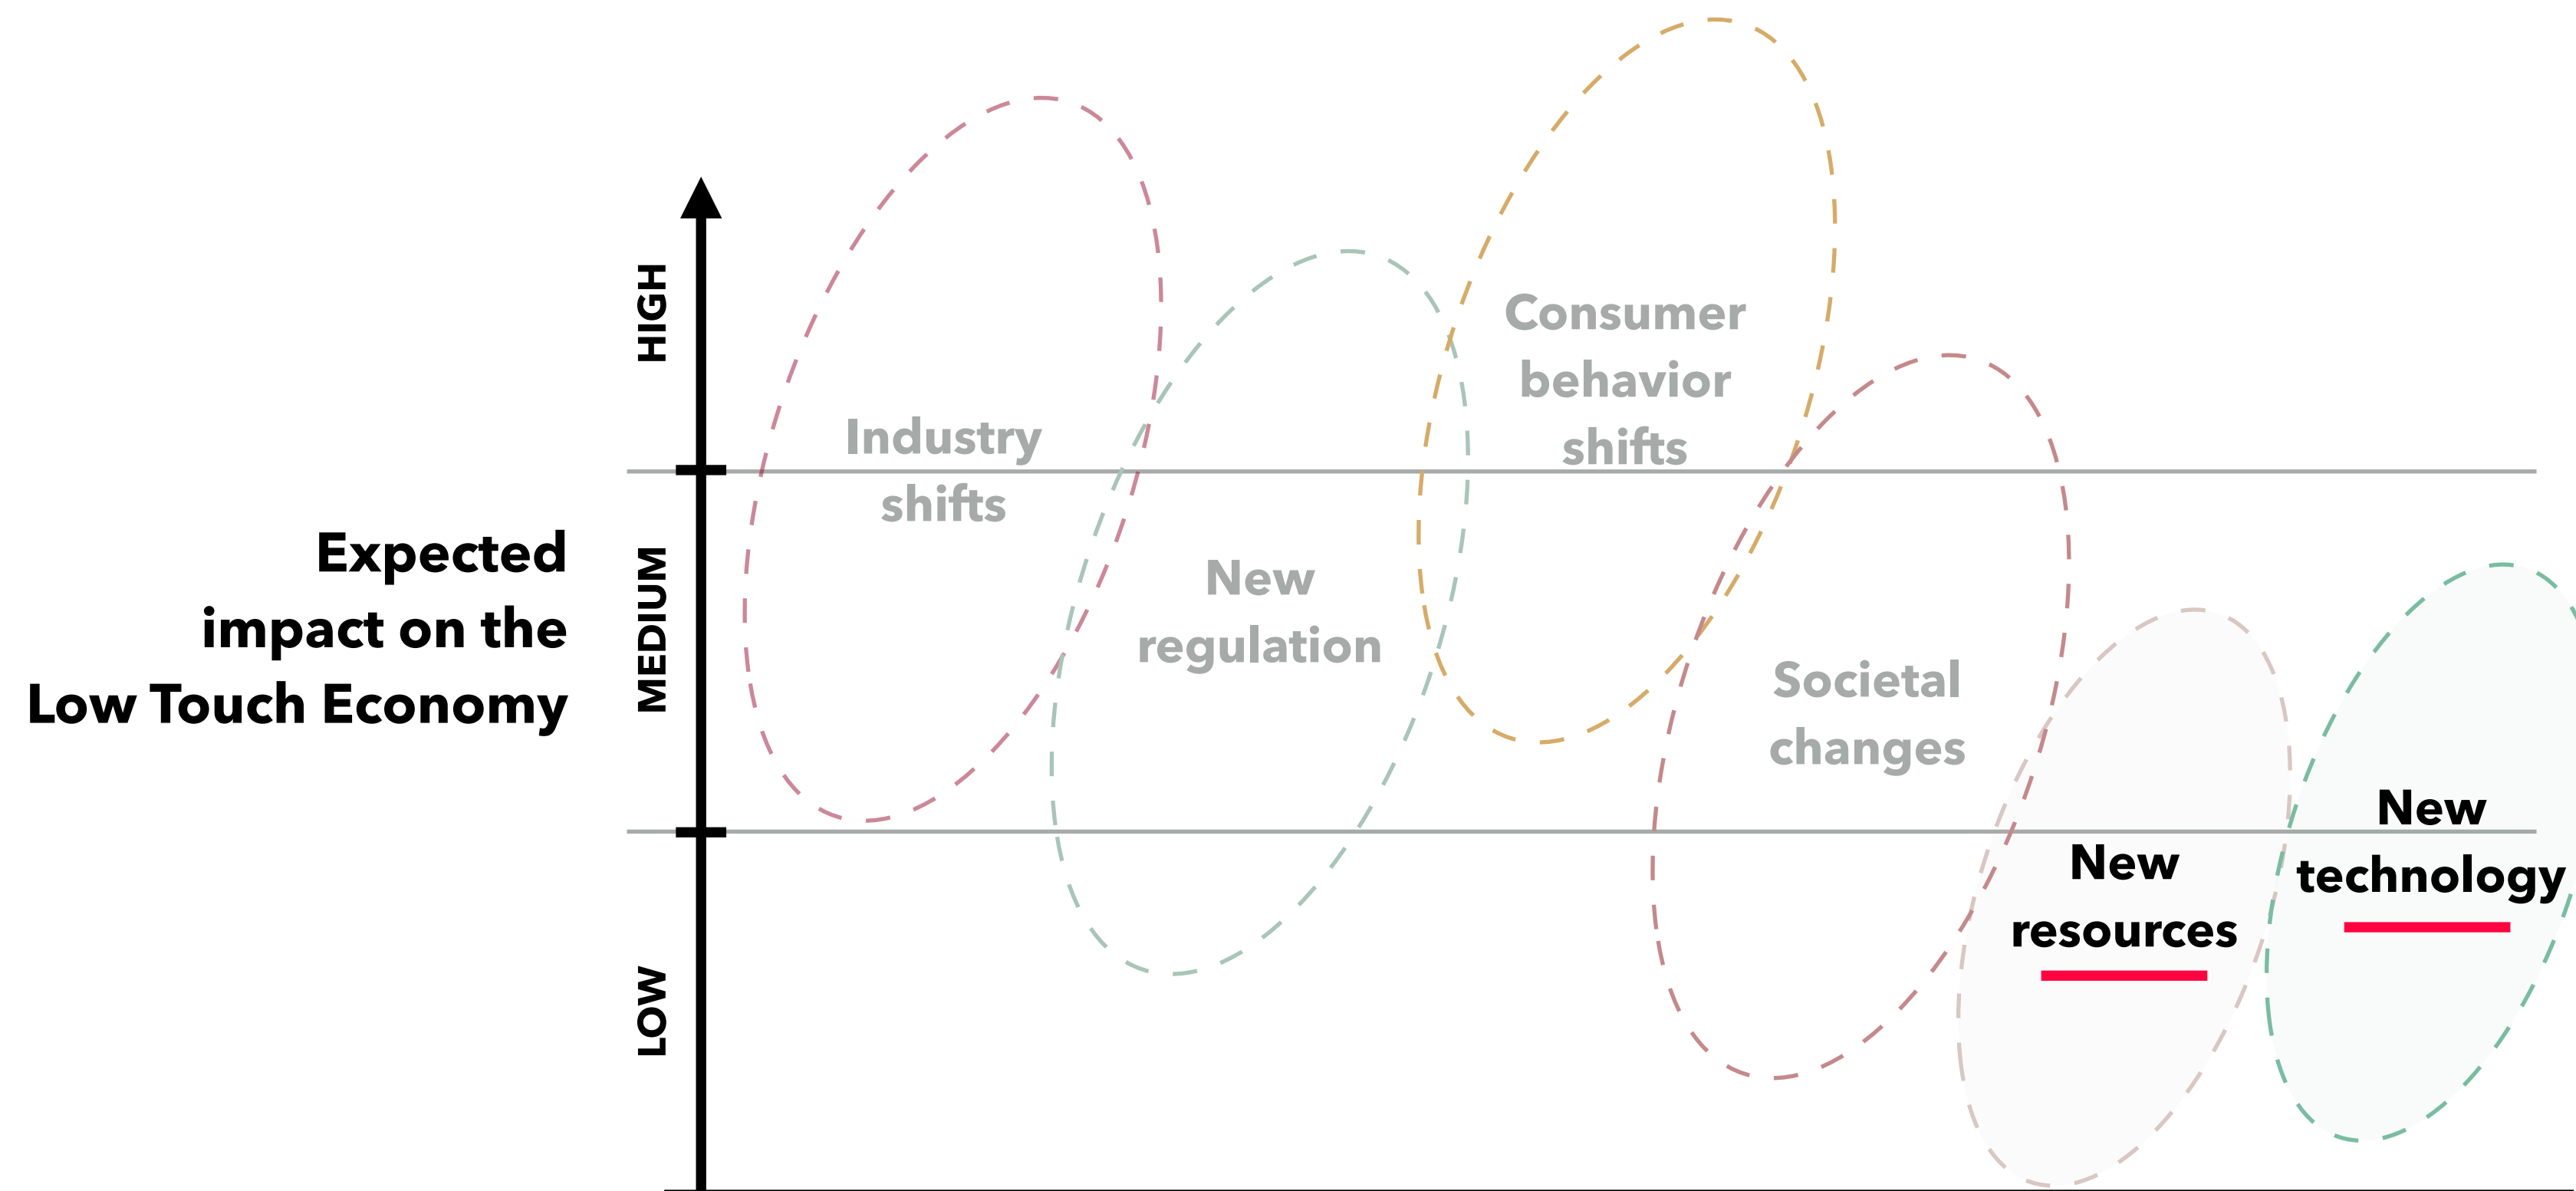 Expected
impact on the
Low Touch Economy
HIGH
MEDIUM
LOW
Industry
shifts
New
regulation
Consumer
behavior
shifts
Societal
changes
New
resources
New
technology